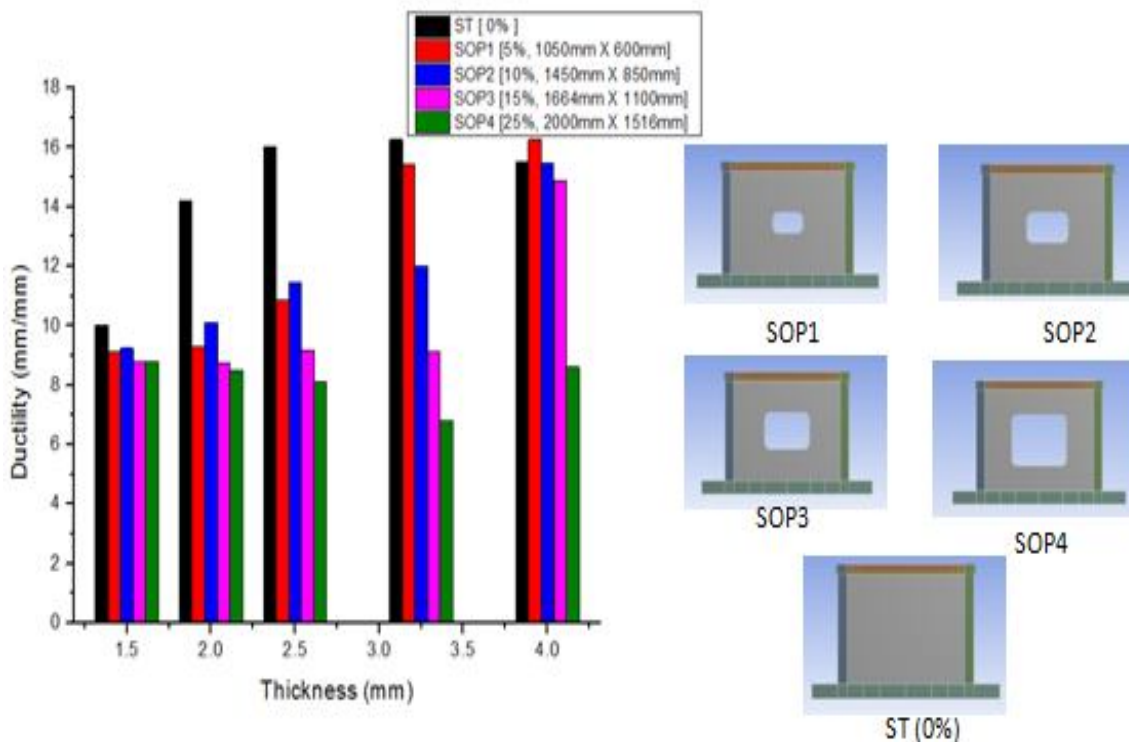 ST [ 0% ]
SOP1 [5%, 1050mm X 600mm]
SOP2 [10%, 1450mm X 850mm]
SOP3 [15%, 1664mm X 1100mm]
SOP4 [25%, 2000mm X 1516mm]
18
16
14
12
10
8
6
4
2
0
Ductility (mm/mm)
1.5 2.0 2.5 3.0 3.5 4.0
Thickness (mm)
SOP1 SOP2
SOP3 SOP4
ST (0%)